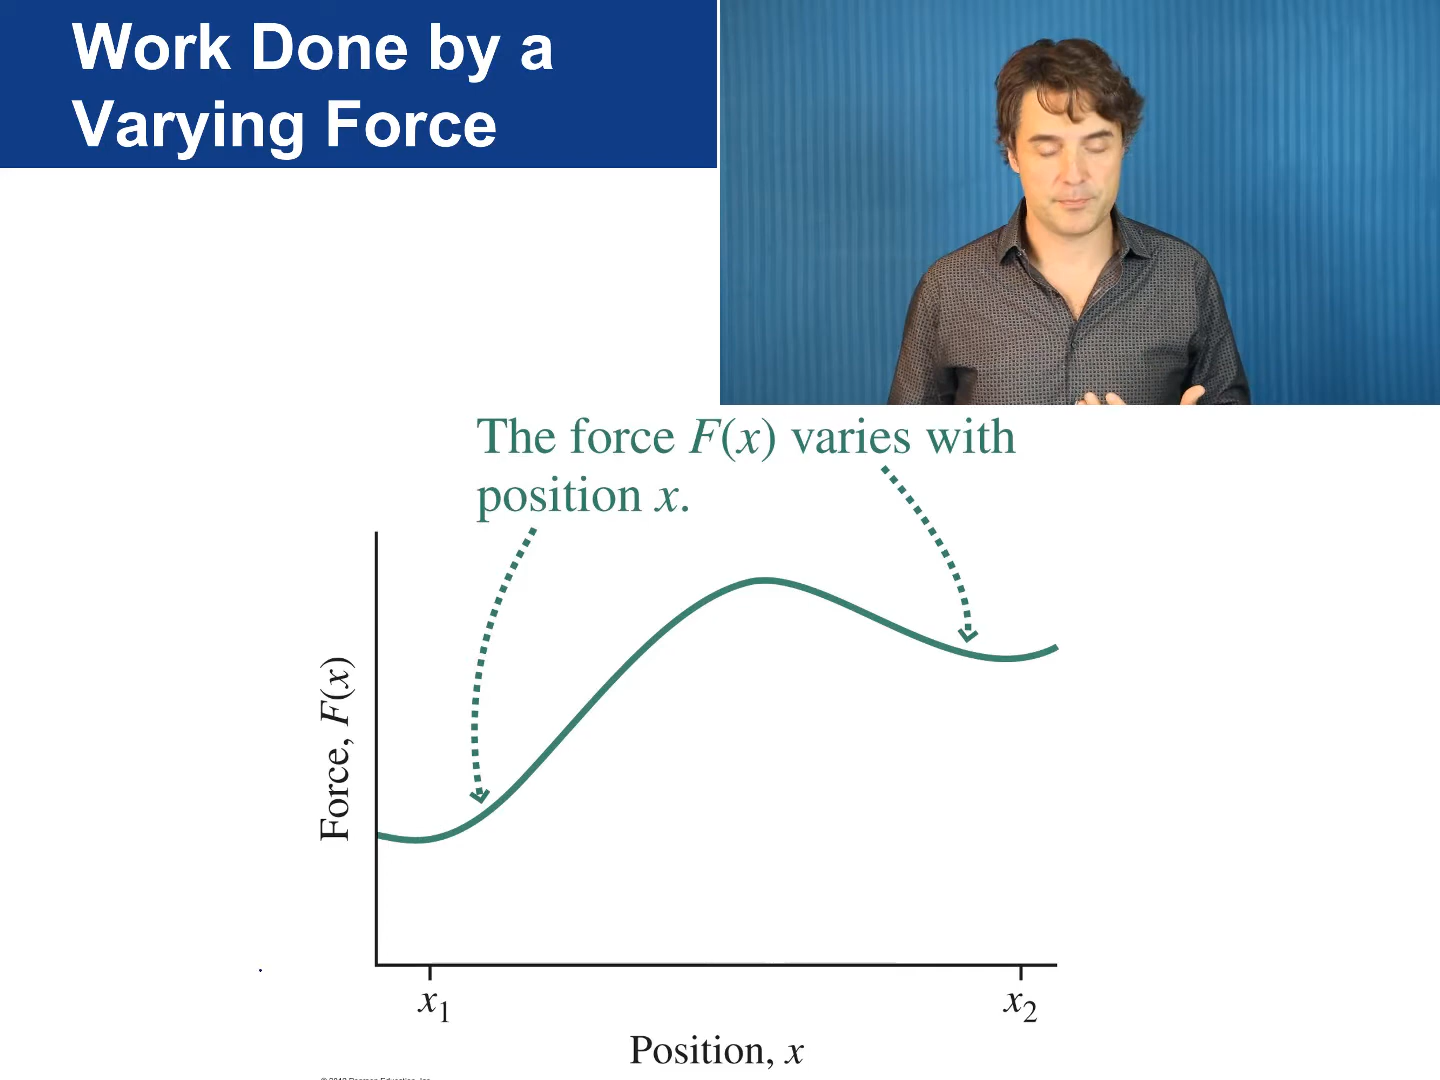 Work Done by a
Varying Force
The force F(x) varies with
position x.
Force, F(x)
x₁
x₂
Position, x